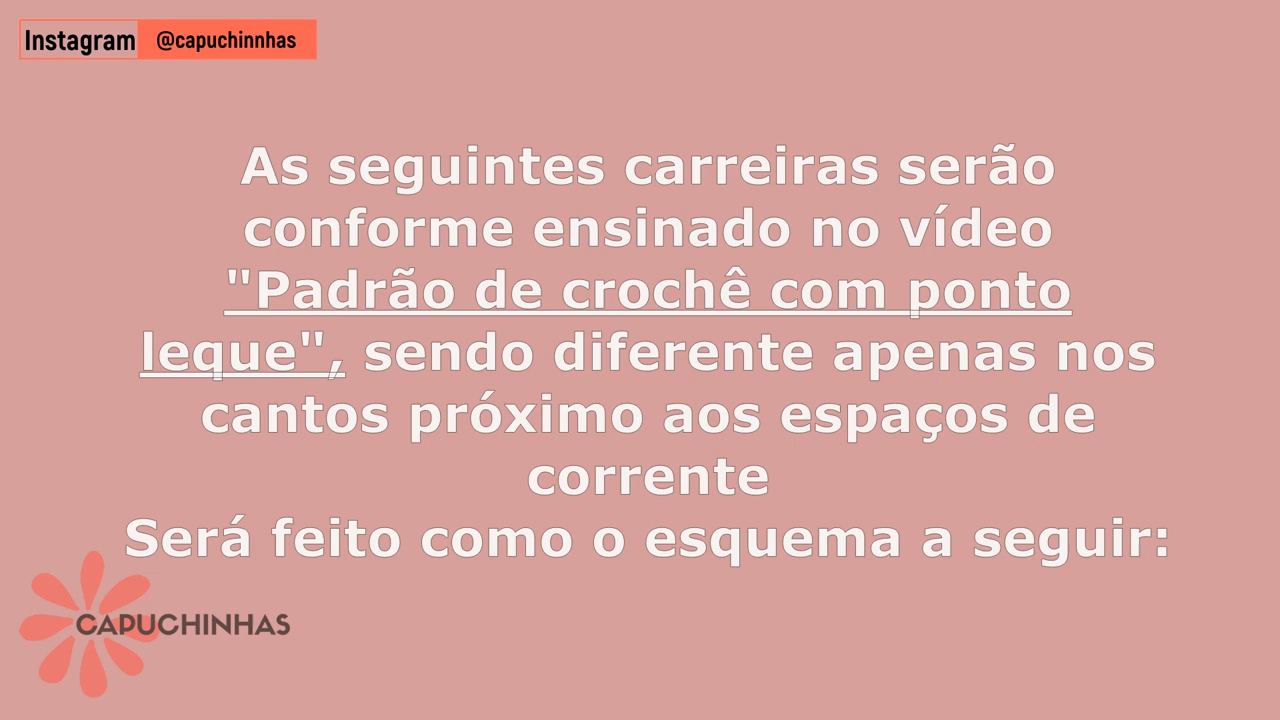 Instagram @capuchinnhas
As seguintes carreiras serão
conforme ensinado no vídeo
"Padrão de crochê com ponto
leque", sendo diferente apenas nos
cantos próximo aos espaços de
corrente
Será feito como o esquema a seguir:
CAPUCHINHAS